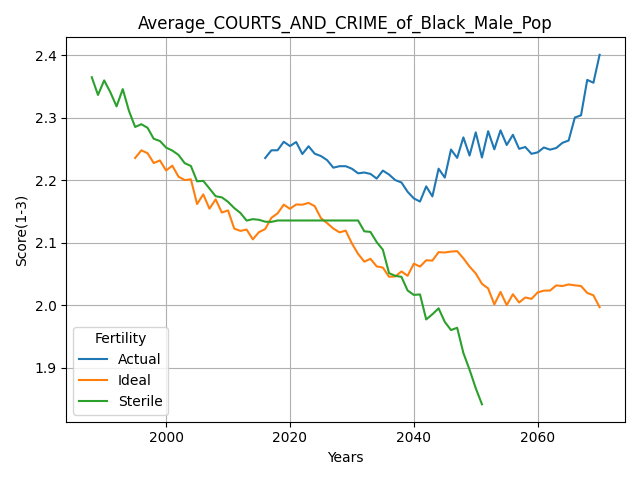 Average_COURTS_AND_CRIME_of_Black_Male_Pop
2.4
2.3
2.2
2.1
2.0
1.9
Score(1-3)
Fertility
Actual
Ideal
Sterile
2000
2020
2040
2060
Years